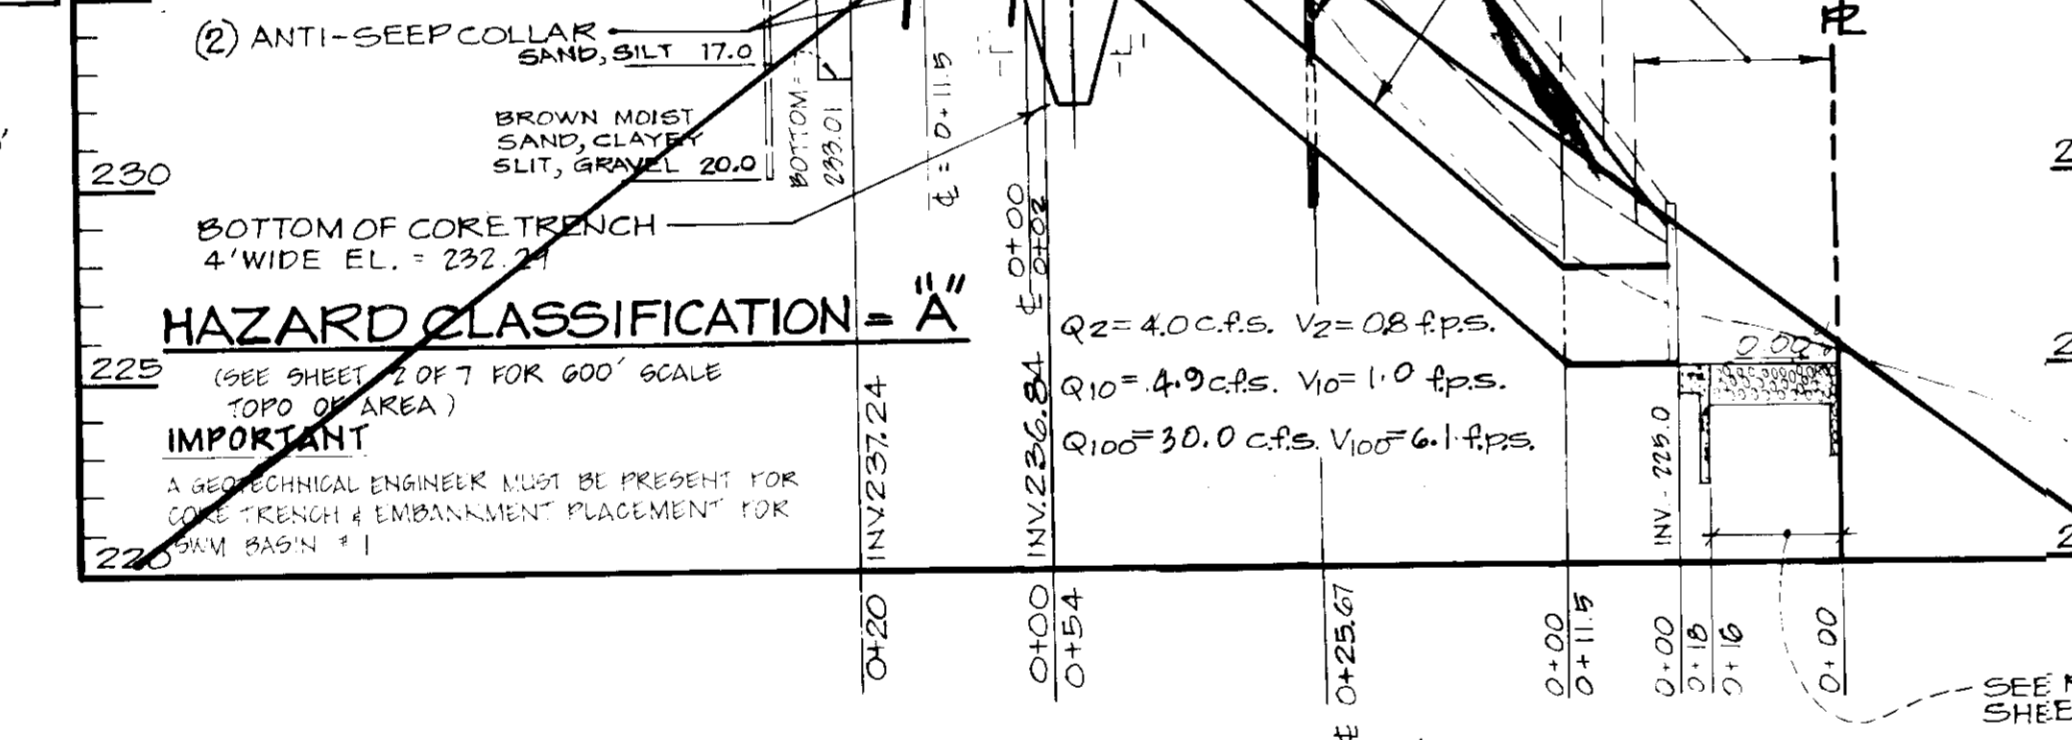 (2) ANTI-SEEP COLLAR
SAND, SILT 17.0
BROWN MOIST
SAND, CLAYEY
SLIT, GRAVEL 20.0
BOTTOM =
233.01
℄ = 0+11.5
℄ 0+00
0+02
PL
230
BOTTOM OF CORE TRENCH
4' WIDE EL. = 232.29
HAZARD CLASSIFICATION = "A"
225
(SEE SHEET 2 OF 7 FOR 600' SCALE
TOPO OF AREA)
IMPORTANT
A GEOTECHNICAL ENGINEER MUST BE PRESENT FOR
CORE TRENCH & EMBANKMENT PLACEMENT FOR
SWM BASIN #1
220
INV. 237.24
INV. 236.84
Q2 = 4.0 c.f.s. V2 = 0.8 f.p.s.
Q10 = 4.9 c.f.s. V10 = 1.0 f.p.s.
Q100 = 30.0 c.f.s. V100 = 6.1 f.p.s.
0.00%
INV - 225.0
0+20
0+00
0+54
℄ 0+25.67
0+00
0+11.5
0+00
0+18
0+16
0+00
SEE